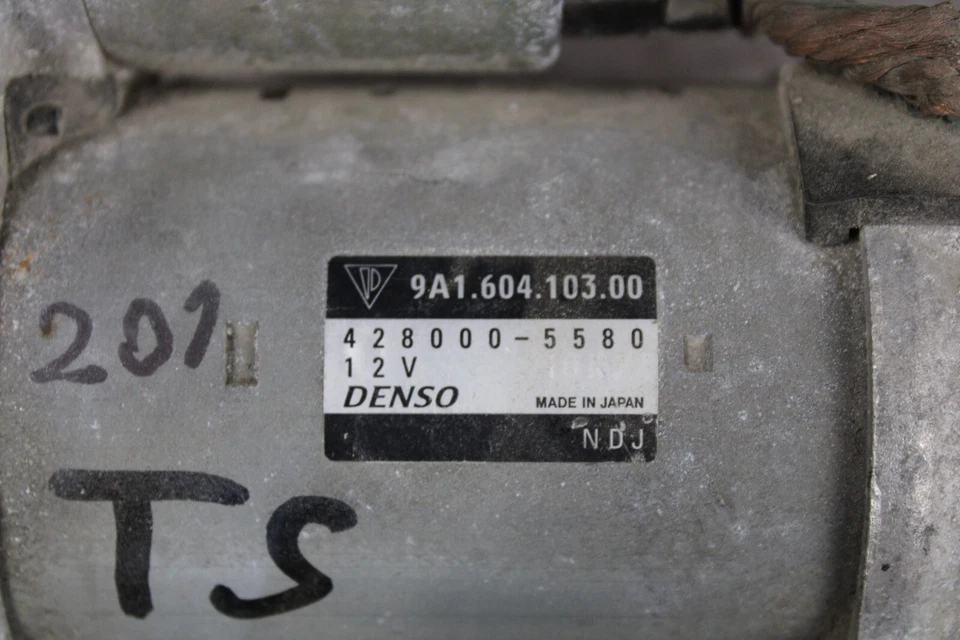 9A1.604.103.00
428000-5580
12V
DENSO MADE IN JAPAN
NDJ
201
TS